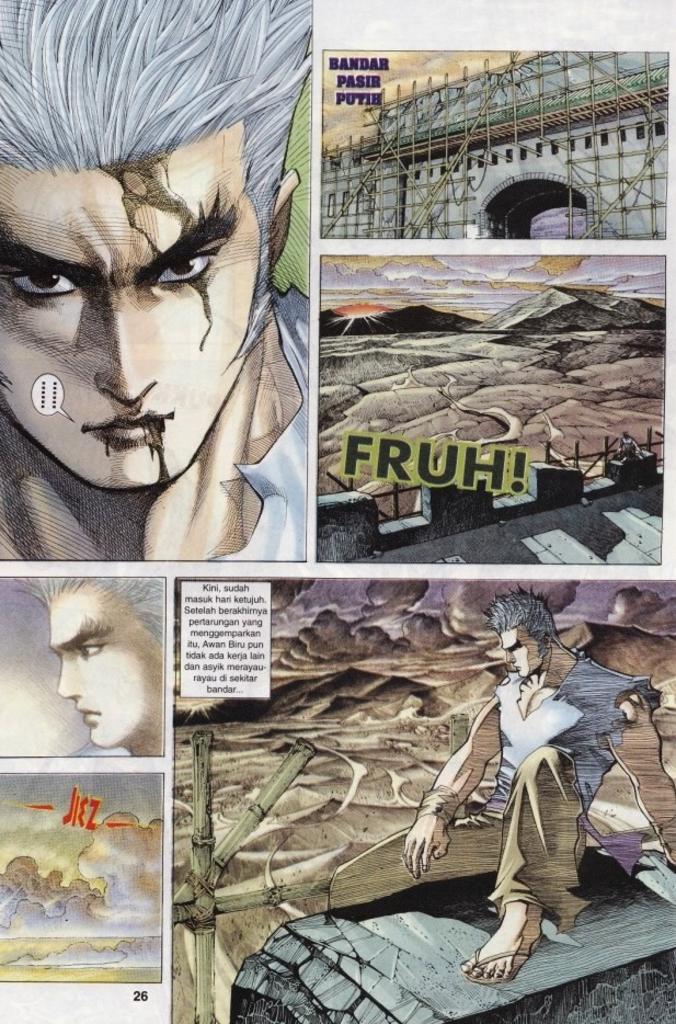 BANDAR
PASIR
PUTIH
......
FRUH!
Kini, sudah
masuk hari ketujuh.
Setelah berakhirnya
pertarungan yang
menggemparkan
itu, Awan Biru pun
tidak ada kerja lain
dan asyik merayau-
rayau di sekitar
bandar...
JIEZ
26